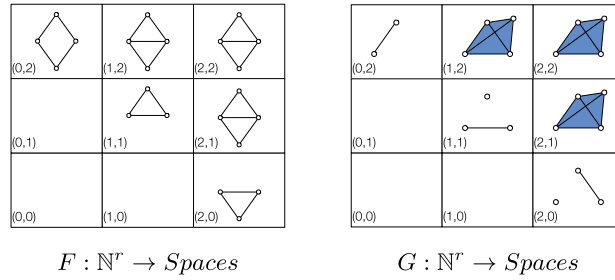 (0,2) (1,2) (2,2) (0,2) (1,2) (2,2)
(0,1) (1,1) (2,1) (0,1) (1,1) (2,1)
(0,0) (1,0) (2,0) (0,0) (1,0) (2,0)
F : ℕ^r → Spaces G : ℕ^r → Spaces